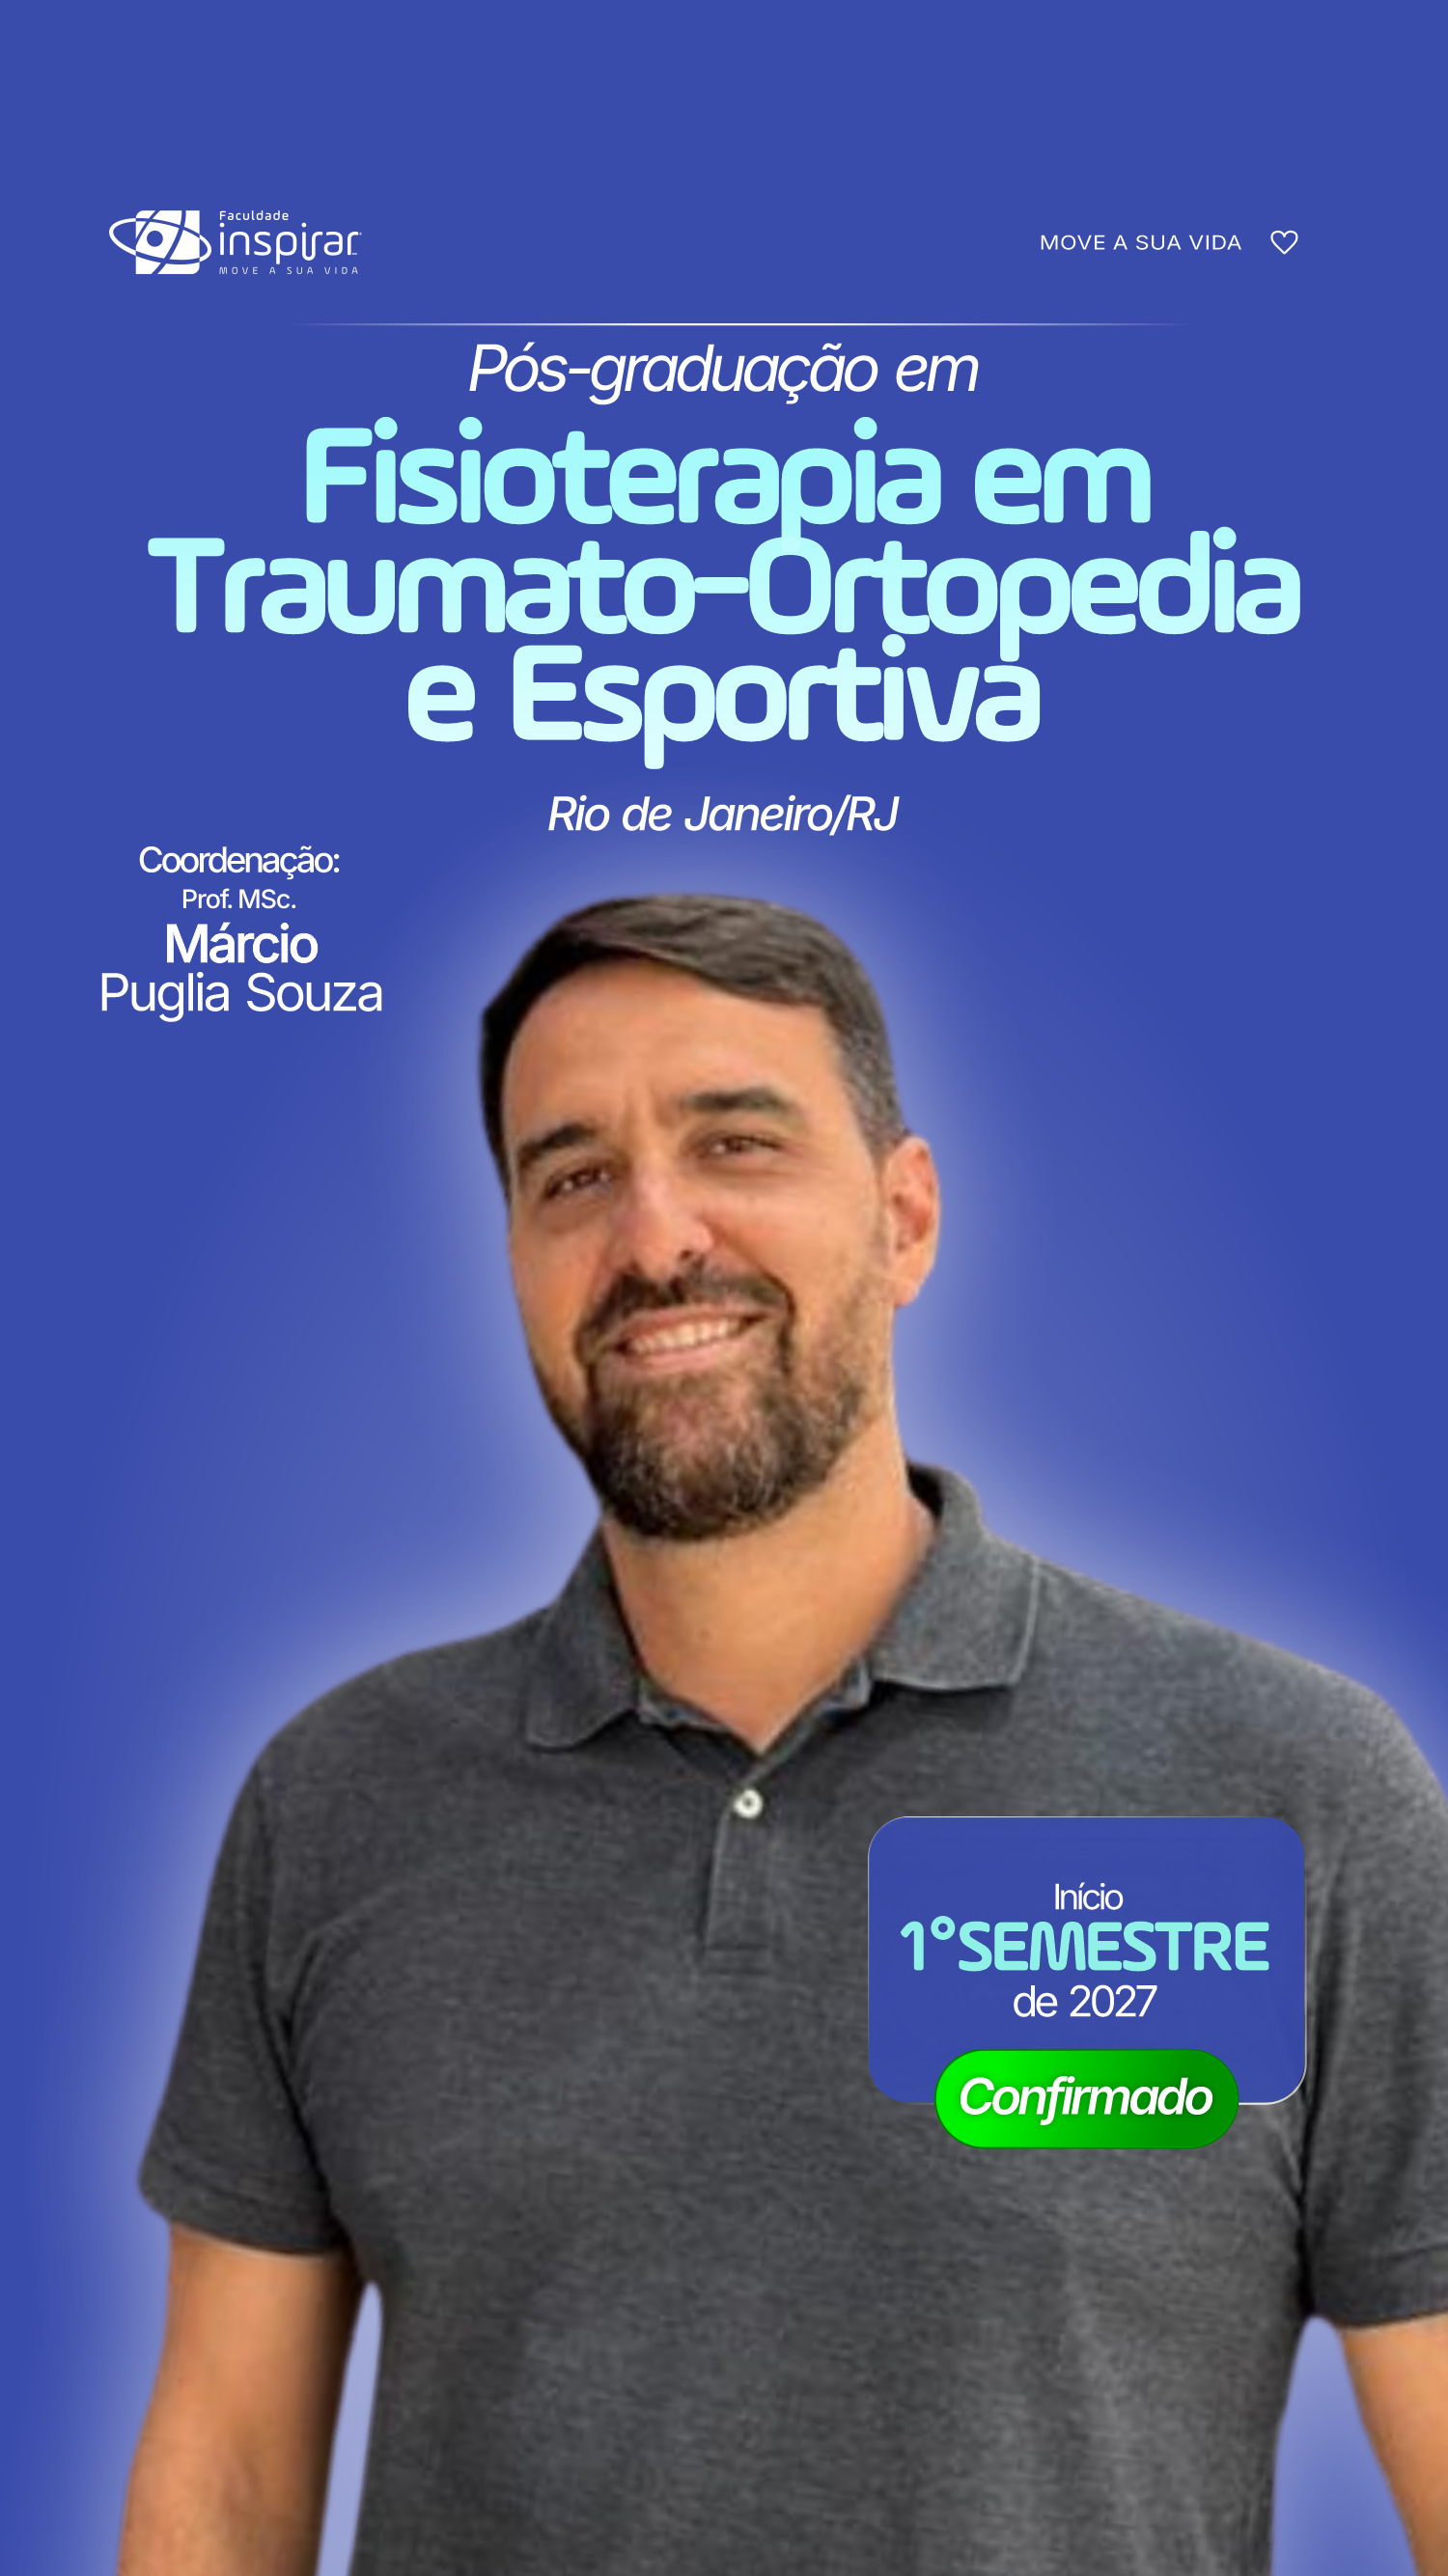 Faculdade
inspirar
MOVE A SUA VIDA
MOVE A SUA VIDA
Pós-graduação em
Fisioterapia em
Traumato-Ortopedia
e Esportiva
Rio de Janeiro/RJ
Coordenação:
Prof. MSc.
Márcio
Puglia Souza
Início
1°SEMESTRE
de 2027
Confirmado